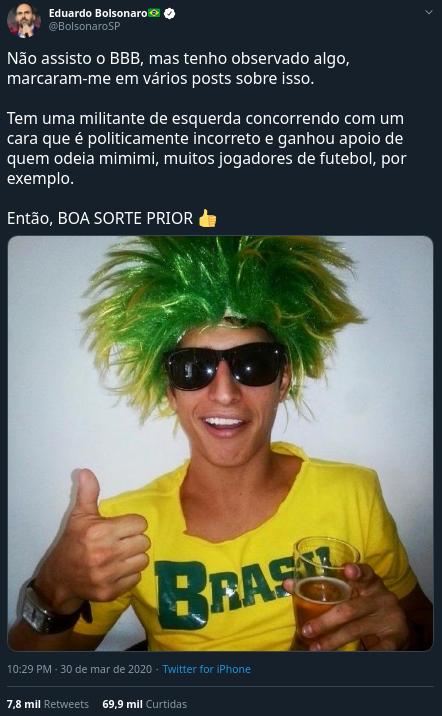 Eduardo Bolsonaro🇧🇷
@BolsonaroSP
Não assisto o BBB, mas tenho observado algo,
marcaram-me em vários posts sobre isso.
Tem uma militante de esquerda concorrendo com um
cara que é politicamente incorreto e ganhou apoio de
quem odeia mimimi, muitos jogadores de futebol, por
exemplo.
Então, BOA SORTE PRIOR 👍
BRASIL
10:29 PM · 30 de mar de 2020 · Twitter for iPhone
7,8 mil Retweets 69,9 mil Curtidas